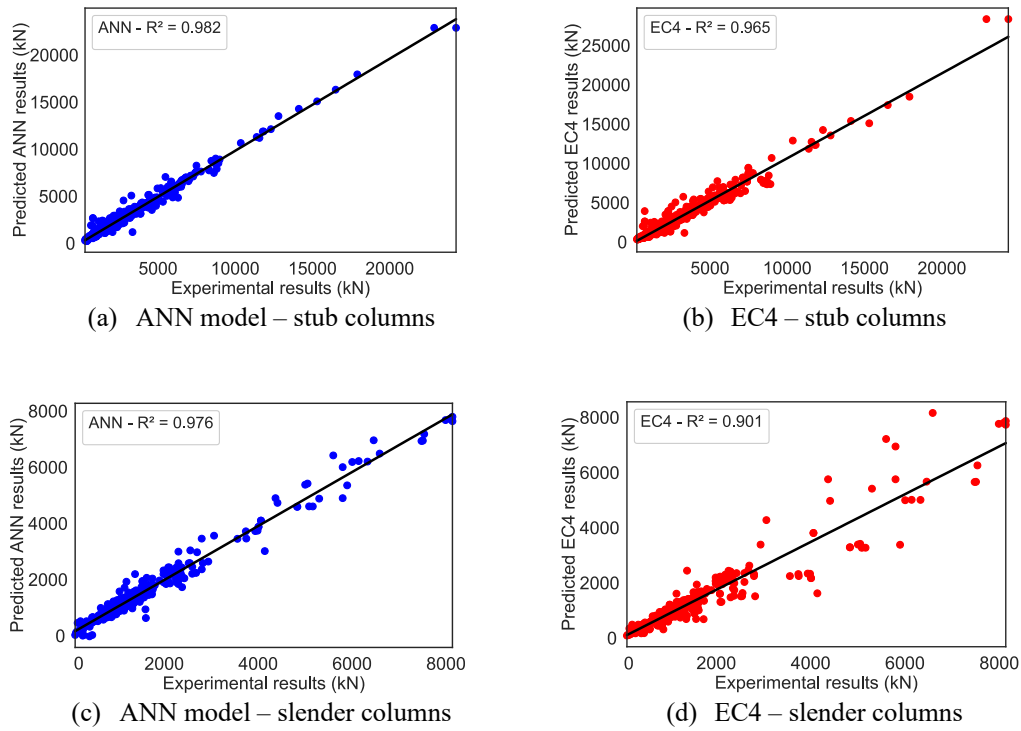 ANN - R² = 0.982
Predicted ANN results (kN)
20000
15000
10000
5000
0
5000 10000 15000 20000
Experimental results (kN)
(a) ANN model – stub columns
EC4 - R² = 0.965
Predicted EC4 results (kN)
25000
20000
15000
10000
5000
0
5000 10000 15000 20000
Experimental results (kN)
(b) EC4 – stub columns
ANN - R² = 0.976
Predicted ANN results (kN)
8000
6000
4000
2000
0
0 2000 4000 6000 8000
Experimental results (kN)
(c) ANN model – slender columns
EC4 - R² = 0.901
Predicted EC4 results (kN)
8000
6000
4000
2000
0
0 2000 4000 6000 8000
Experimental results (kN)
(d) EC4 – slender columns